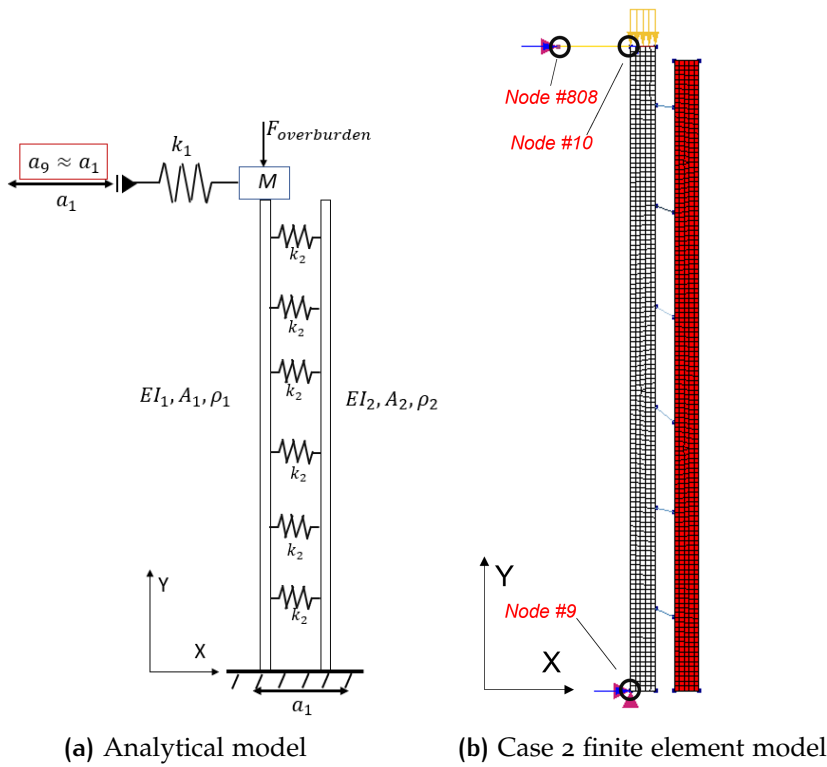 k₁
F_overburden
a₉ ≈ a₁
a₁
M
k₂
k₂
k₂
EI₁, A₁, ρ₁
EI₂, A₂, ρ₂
k₂
k₂
k₂
Y
X
a₁
(a) Analytical model
Node #808
Node #10
Y
Node #9
X
(b) Case 2 finite element model